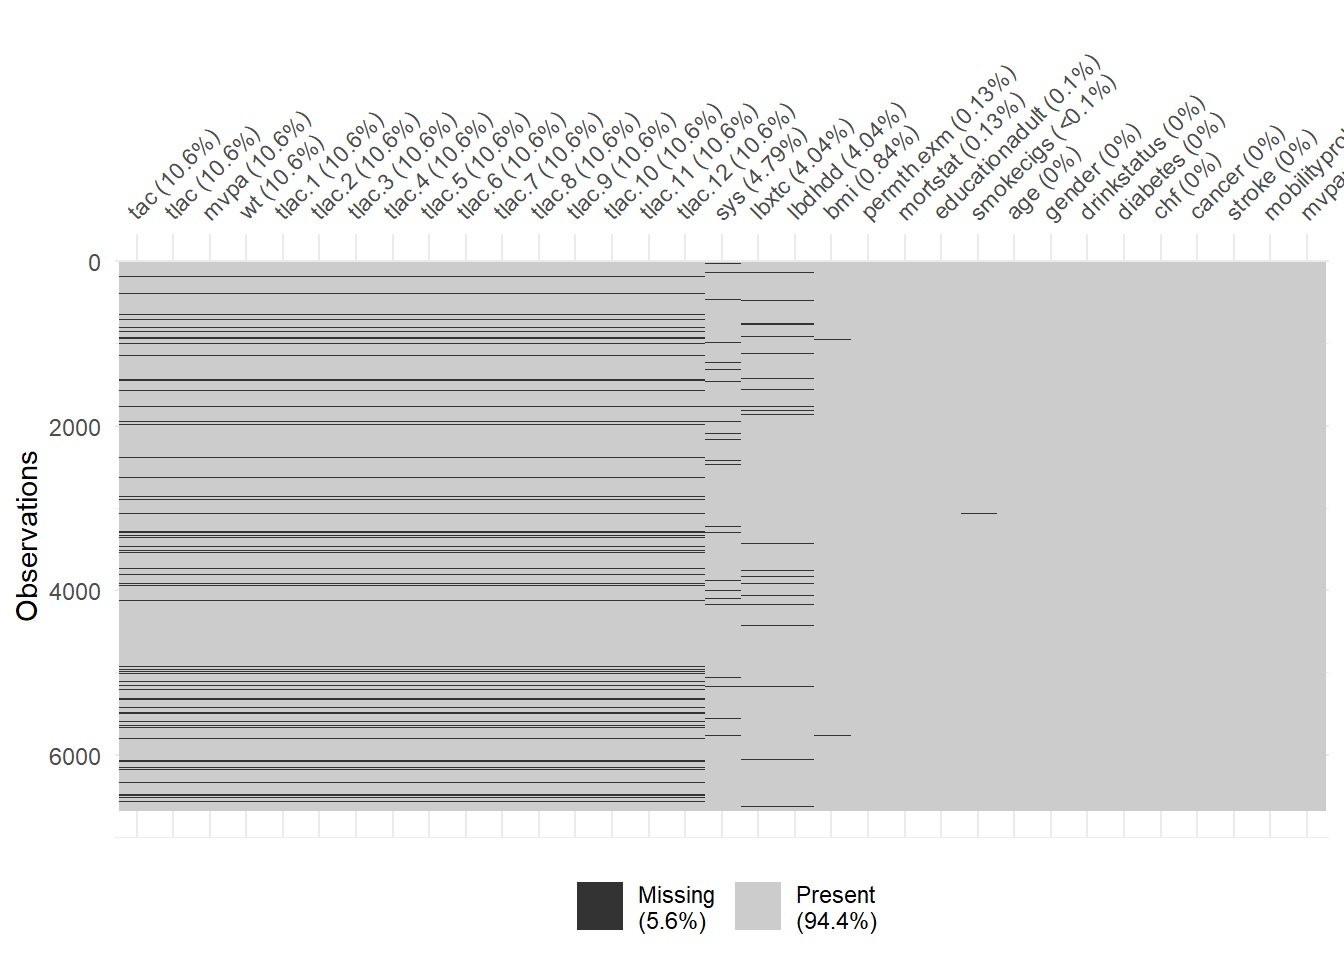 tac (10.6%)
tlac (10.6%)
mvpa (10.6%)
wt (10.6%)
tlac.1 (10.6%)
tlac.2 (10.6%)
tlac.3 (10.6%)
tlac.4 (10.6%)
tlac.5 (10.6%)
tlac.6 (10.6%)
tlac.7 (10.6%)
tlac.8 (10.6%)
tlac.9 (10.6%)
tlac.10 (10.6%)
tlac.11 (10.6%)
tlac.12 (10.6%)
sys (4.79%)
lbxtc (4.04%)
lbdhdd (4.04%)
bmi (0.84%)
permth.exm (0.13%)
mortstat (0.13%)
educationadult (0.1%)
smokecigs (<0.1%)
age (0%)
gender (0%)
drinkstatus (0%)
diabetes (0%)
chf (0%)
cancer (0%)
stroke (0%)
mobilitypro
mvpa
0
2000
4000
6000
Observations
Missing
(5.6%)
Present
(94.4%)